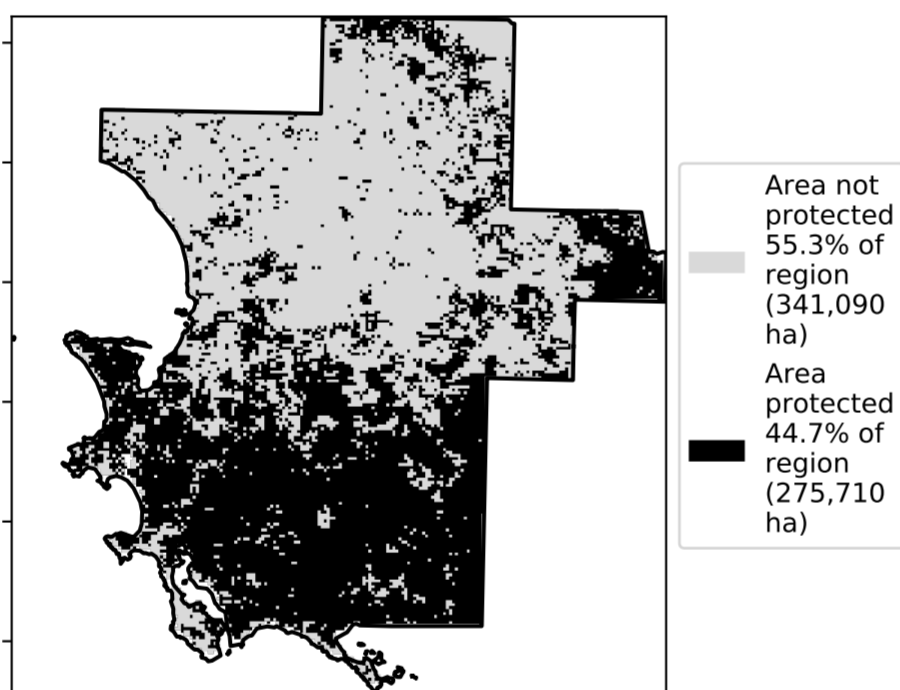 Area not
protected
55.3% of
region
(341,090
ha)
Area
protected
44.7% of
region
(275,710
ha)